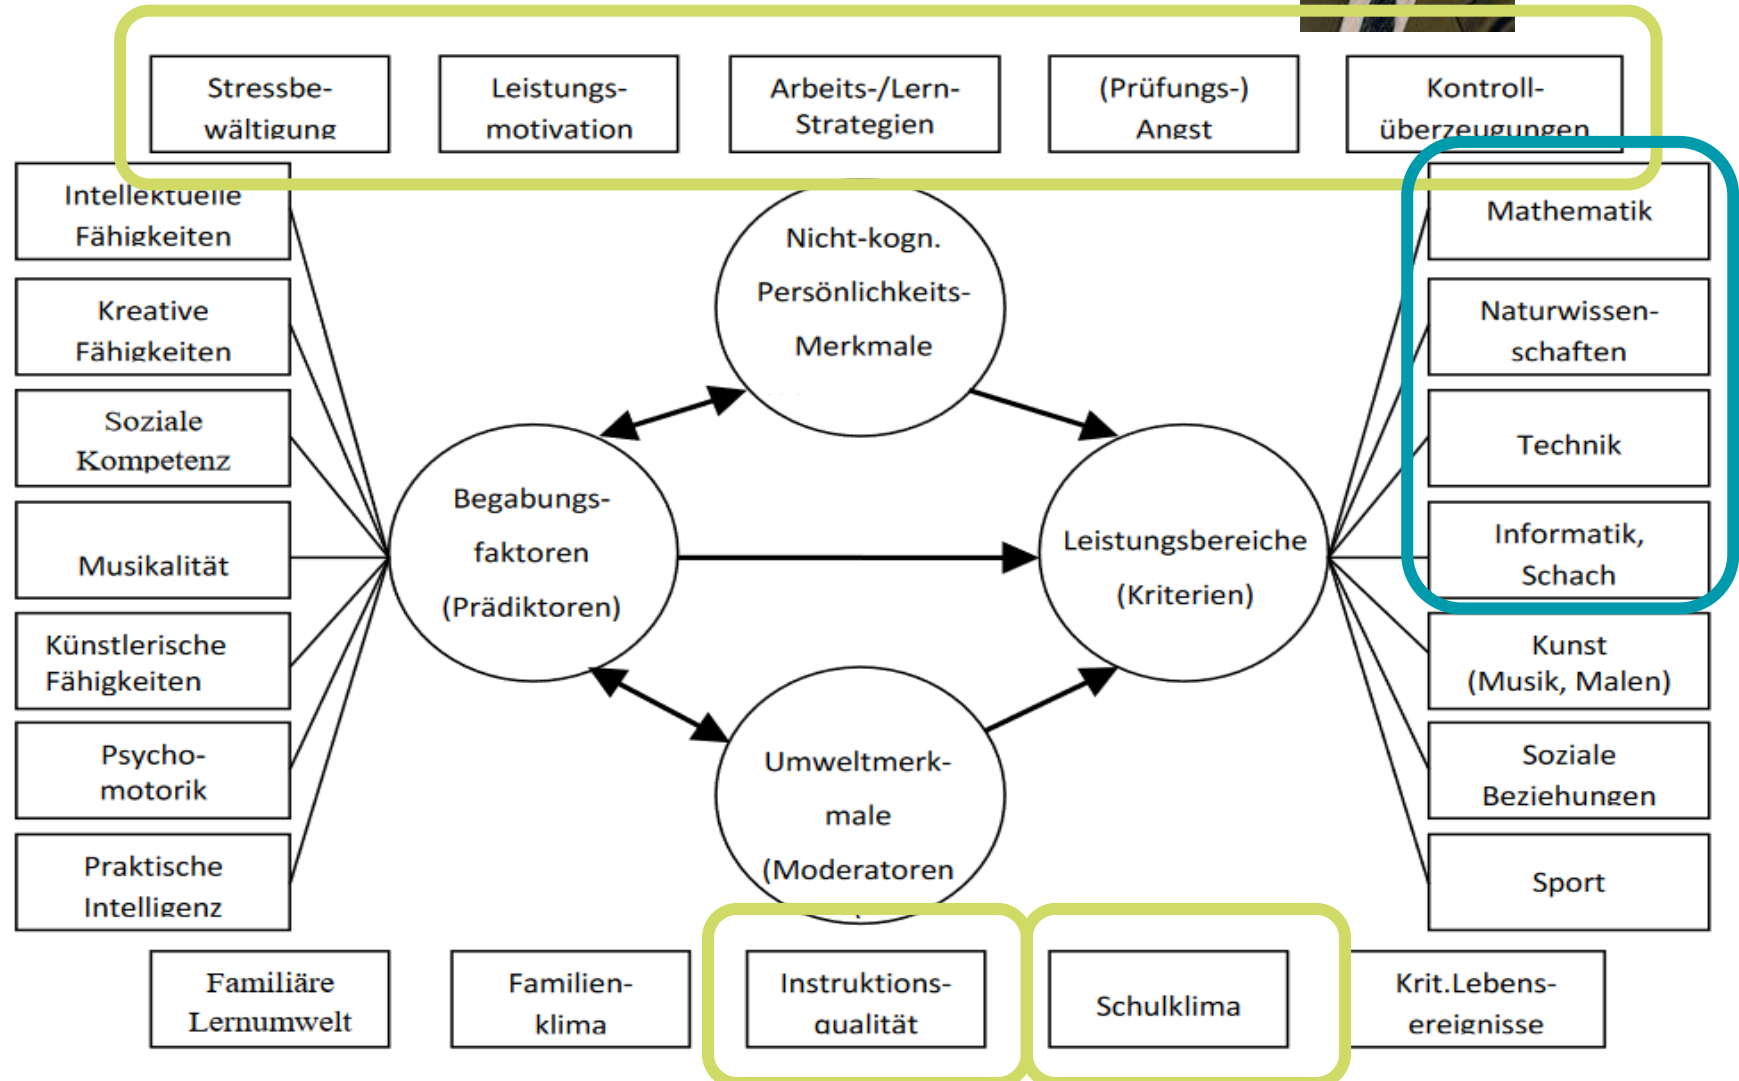 Stressbe-
wältigung
Leistungs-
motivation
Arbeits-/Lern-
Strategien
(Prüfungs-)
Angst
Kontroll-
überzeugungen
Intellektuelle
Fähigkeiten
Kreative
Fähigkeiten
Soziale
Kompetenz
Musikalität
Künstlerische
Fähigkeiten
Psycho-
motorik
Praktische
Intelligenz
Nicht-kogn.
Persönlichkeits-
Merkmale
Begabungs-
faktoren
(Prädiktoren)
Leistungsbereiche
(Kriterien)
Umweltmerk-
male
(Moderatoren
Mathematik
Naturwissen-
schaften
Technik
Informatik,
Schach
Kunst
(Musik, Malen)
Soziale
Beziehungen
Sport
Familiäre
Lernumwelt
Familien-
klima
Instruktions-
qualität
Schulklima
Krit.Lebens-
ereignisse